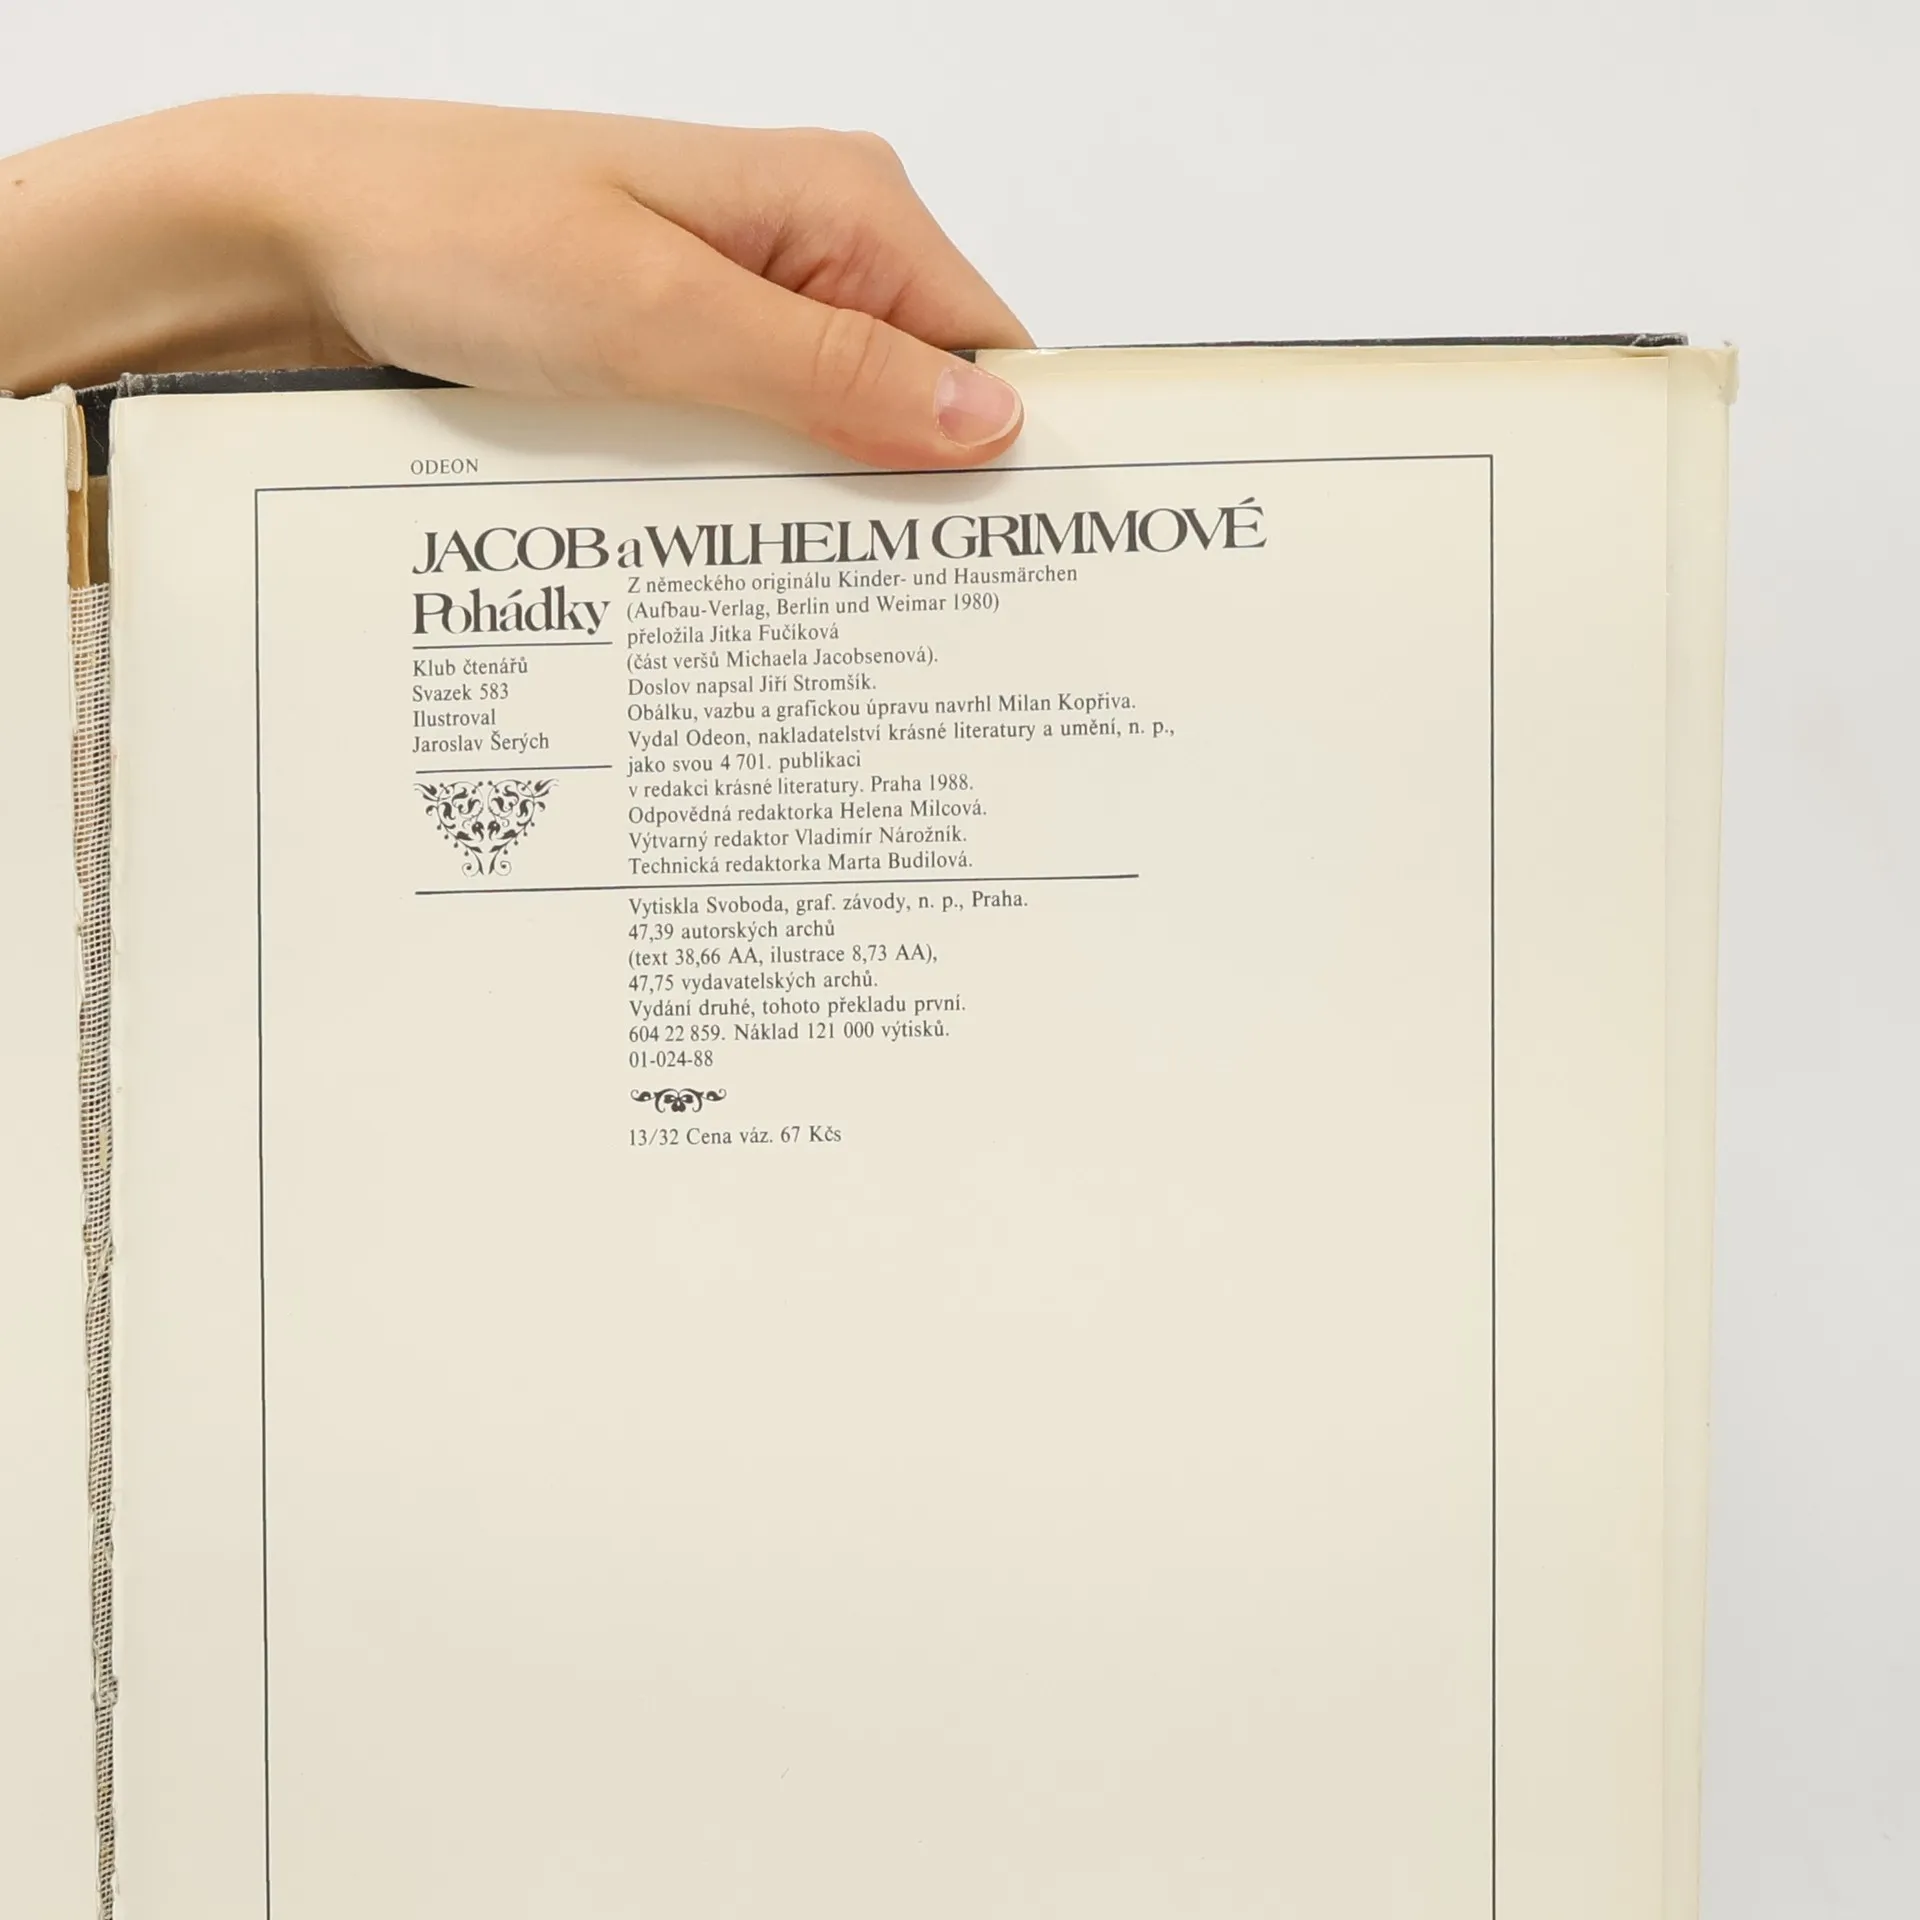 ODEON
JACOB a WILHELM GRIMMOVÉ
Pohádky
Klub čtenářů
Svazek 583
Ilustroval
Jaroslav Šerých
Z německého originálu Kinder- und Hausmärchen
(Aufbau-Verlag, Berlin und Weimar 1980)
přeložila Jitka Fučíková
(část veršů Michaela Jacobsenová).
Doslov napsal Jiří Stromšík.
Obálku, vazbu a grafickou úpravu navrhl Milan Kopřiva.
Vydal Odeon, nakladatelství krásné literatury a umění, n. p.,
jako svou 4 701. publikaci
v redakci krásné literatury. Praha 1988.
Odpovědná redaktorka Helena Milcová.
Výtvarný redaktor Vladimír Nárožník.
Technická redaktorka Marta Budilová.
Vytiskla Svoboda, graf. závody, n. p., Praha.
47,39 autorských archů
(text 38,66 AA, ilustrace 8,73 AA),
47,75 vydavatelských archů.
Vydání druhé, tohoto překladu první.
604 22 859. Náklad 121 000 výtisků.
01-024-88
13/32 Cena váz. 67 Kčs